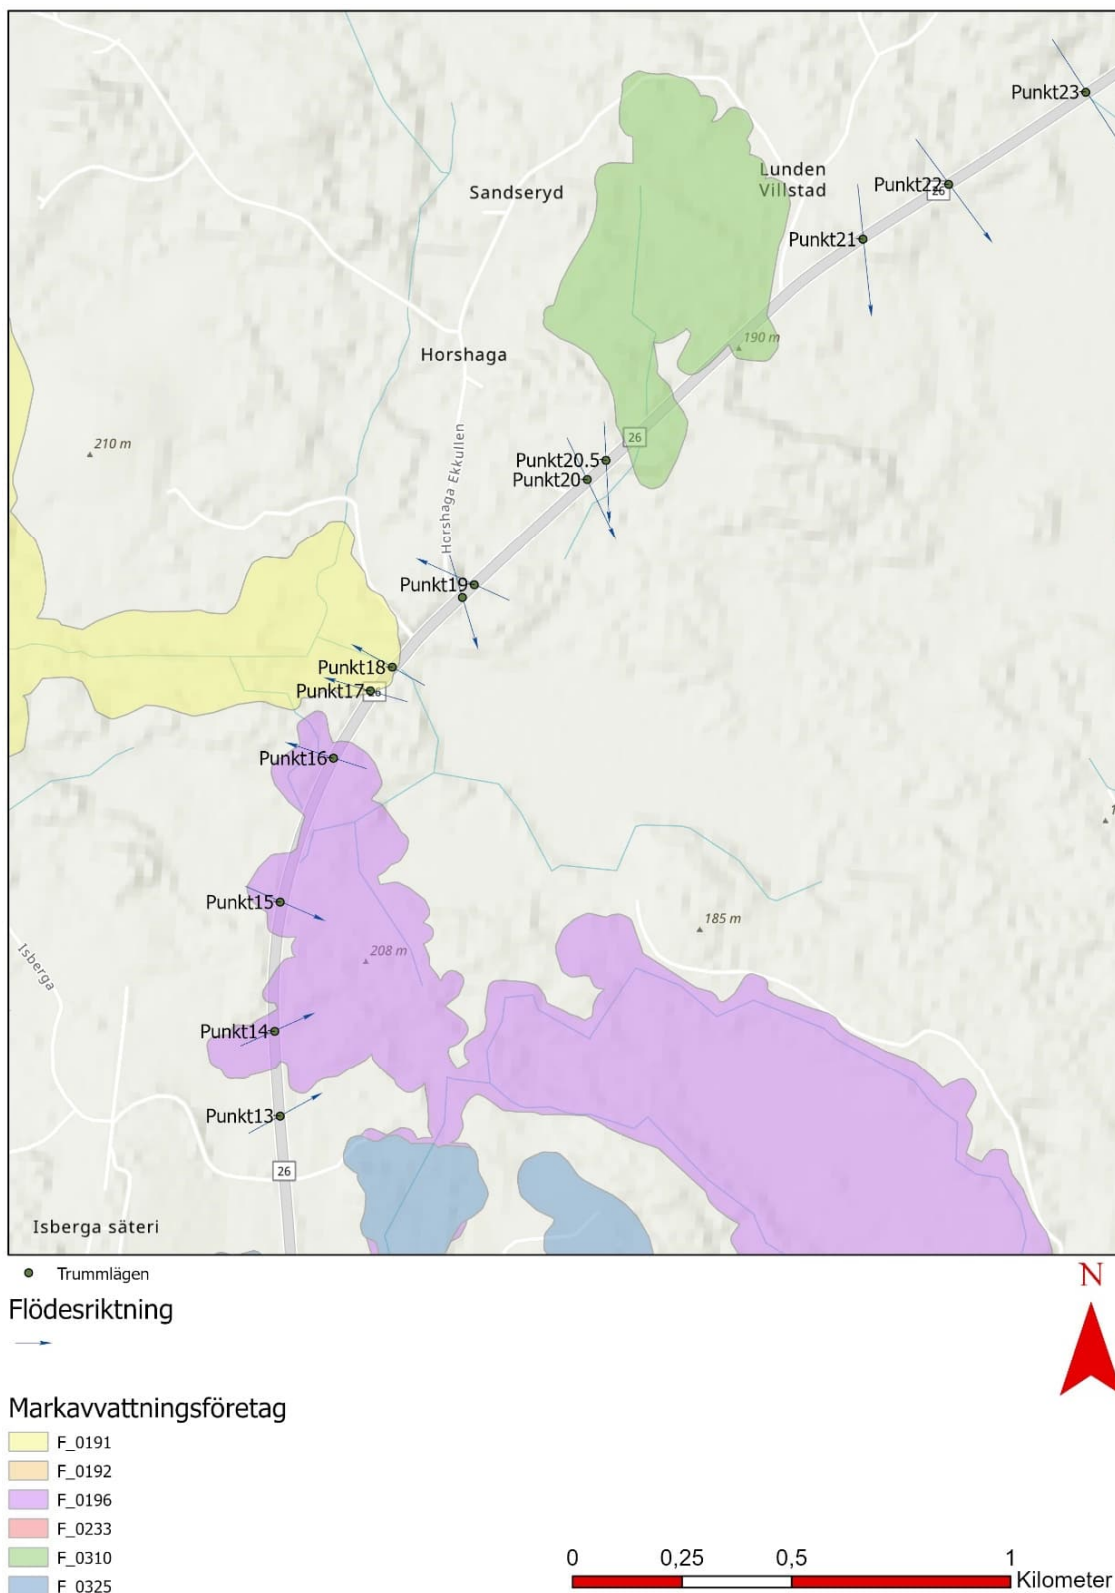 Punkt23
Lunden
Villstad
Sandseryd
Punkt22
26
Punkt21
190 m
Horshaga
210 m
26
Punkt20.5
Punkt20
Horshaga Ekkullen
Punkt19
Punkt18
Punkt17
Punkt16
Punkt15
185 m
208 m
Isberga
Punkt14
Punkt13
26
Isberga säteri
Trummlägen
N
Flödesriktning
Markavvattningsföretag
F_0191
F_0192
F_0196
F_0233
F_0310
F_0325
0 0,25 0,5 1
Kilometer